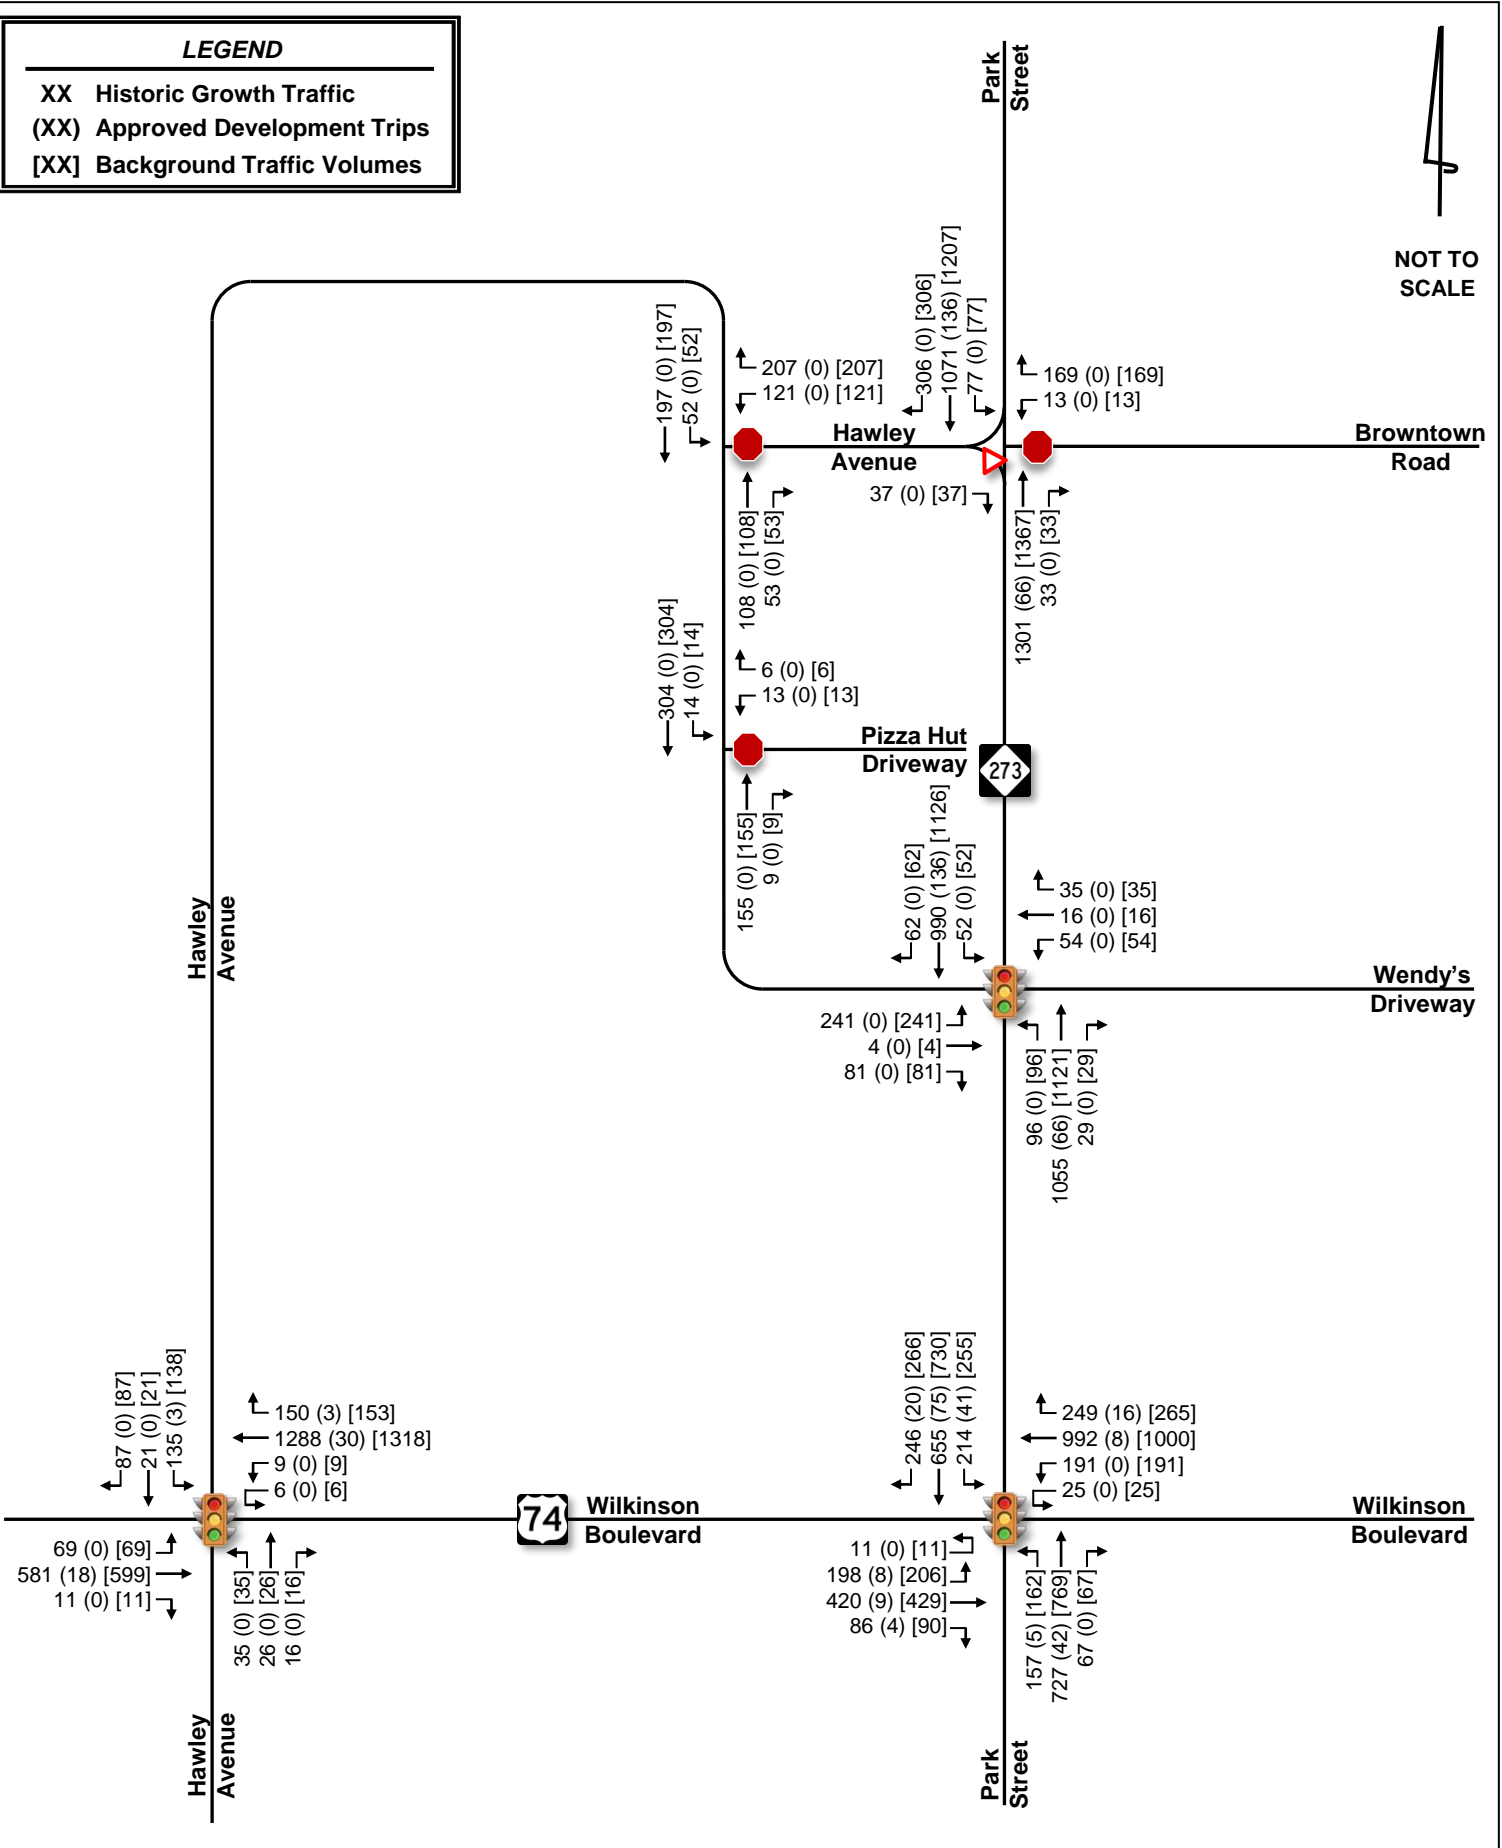 LEGEND
XX Historic Growth Traffic
(XX) Approved Development Trips
[XX] Background Traffic Volumes
Park
Street
NOT TO
SCALE
306 (0) [306]
1071 (136) [1207]
77 (0) [77]
197 (0) [197]
52 (0) [52]
207 (0) [207]
121 (0) [121]
169 (0) [169]
13 (0) [13]
Hawley
Avenue
Browntown
Road
37 (0) [37]
108 (0) [108]
53 (0) [53]
1301 (66) [1367]
33 (0) [33]
304 (0) [304]
14 (0) [14]
6 (0) [6]
13 (0) [13]
Pizza Hut
Driveway
273
155 (0) [155]
9 (0) [9]
62 (0) [62]
990 (136) [1126]
52 (0) [52]
35 (0) [35]
16 (0) [16]
54 (0) [54]
Hawley
Avenue
Wendy's
Driveway
241 (0) [241]
4 (0) [4]
81 (0) [81]
96 (0) [96]
1055 (66) [1121]
29 (0) [29]
87 (0) [87]
21 (0) [21]
135 (3) [138]
150 (3) [153]
1288 (30) [1318]
9 (0) [9]
6 (0) [6]
246 (20) [266]
655 (75) [730]
214 (41) [255]
249 (16) [265]
992 (8) [1000]
191 (0) [191]
25 (0) [25]
74
Wilkinson
Boulevard
Wilkinson
Boulevard
69 (0) [69]
581 (18) [599]
11 (0) [11]
35 (0) [35]
26 (0) [26]
16 (0) [16]
11 (0) [11]
198 (8) [206]
420 (9) [429]
86 (4) [90]
157 (5) [162]
727 (42) [769]
67 (0) [67]
Hawley
Avenue
Park
Street